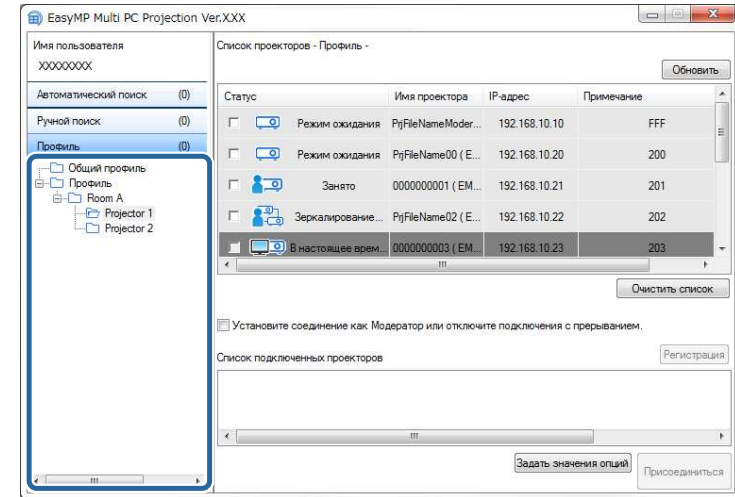 EasyMP Multi PC Projection Ver.XXX
Имя пользователя
XXXXXXXX
Автоматический поиск (0)
Ручной поиск (0)
Профиль (0)
Общий профиль
Профиль
Room A
Projector 1
Projector 2
Список проекторов - Профиль -
Обновить
Статус Имя проектора IP-адрес Примечание
Режим ожидания PrjFileNameModer... 192.168.10.10 FFF
Режим ожидания PrjFileName00 ( E... 192.168.10.20 200
Занято 0000000001 ( EM... 192.168.10.21 201
Зеркалирование... PrjFileName02 ( E... 192.168.10.22 202
В настоящее врем... 0000000003 ( EM... 192.168.10.23 203
Очистить список
Установите соединение как Модератор или отключите подключения с прерыванием.
Список подключенных проекторов
Регистрация
Задать значения опций
Присоединиться